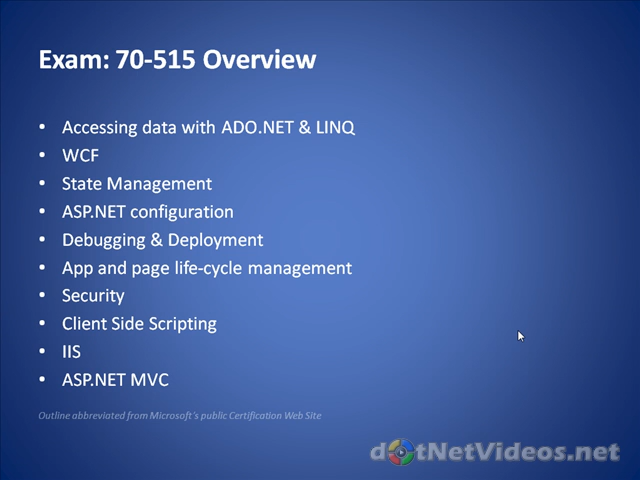 Exam: 70-515 Overview
• Accessing data with ADO.NET & LINQ
• WCF
• State Management
• ASP.NET configuration
• Debugging & Deployment
• App and page life-cycle management
• Security
• Client Side Scripting
• IIS
• ASP.NET MVC
Outline abbreviated from Microsoft's public Certification Web Site
dotNetVideos.net